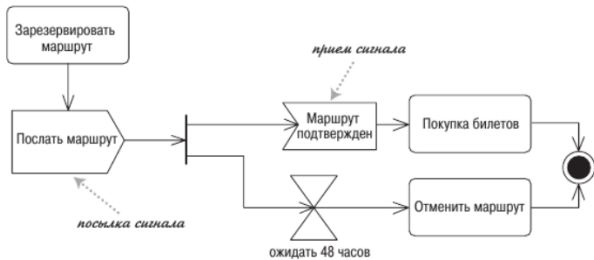 Зарезервировать
маршрут
прием сигнала
Послать маршрут
Маршрут
подтвержден
Покупка билетов
посылка сигнала
Отменить маршрут
ожидать 48 часов